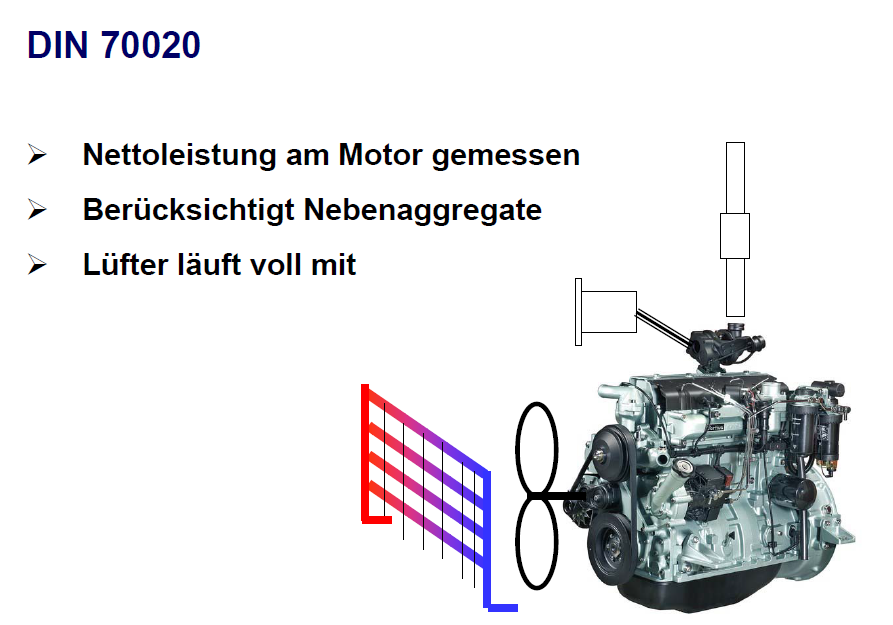 DIN 70020
Nettoleistung am Motor gemessen
Berücksichtigt Nebenaggregate
Lüfter läuft voll mit